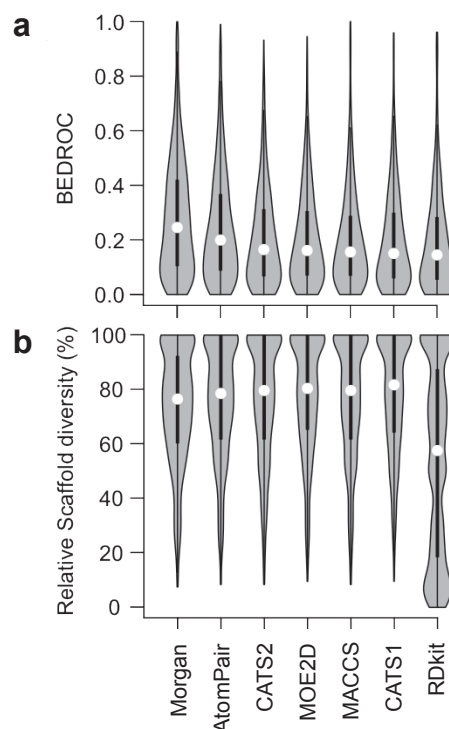 a
1.0
0.8
0.6
0.4
0.2
0.0
BEDROC
b
100
80
60
40
20
0
Relative Scaffold diversity (%)
Morgan
AtomPair
CATS2
MOE2D
MACCS
CATS1
RDkit